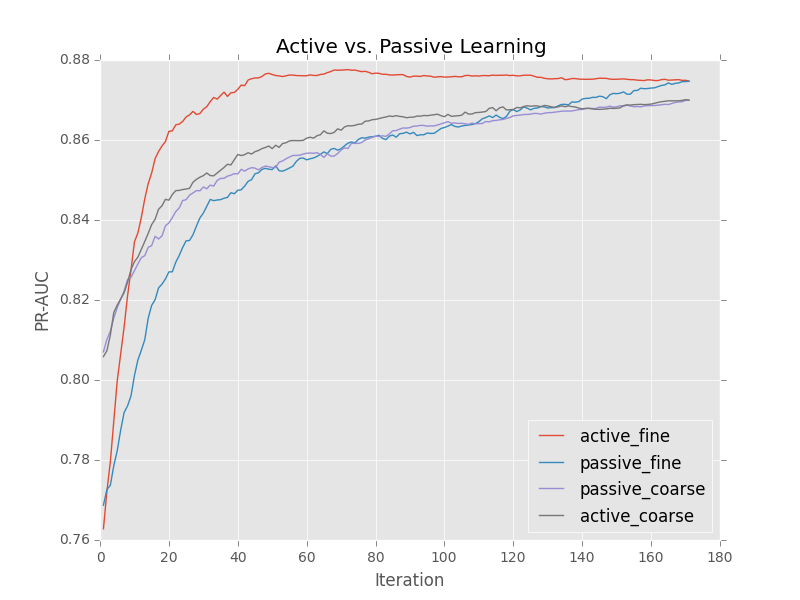 Active vs. Passive Learning
0.88
0.86
0.84
0.82
0.80
0.78
0.76
PR-AUC
active_fine
passive_fine
passive_coarse
active_coarse
0 20 40 60 80 100 120 140 160 180
Iteration